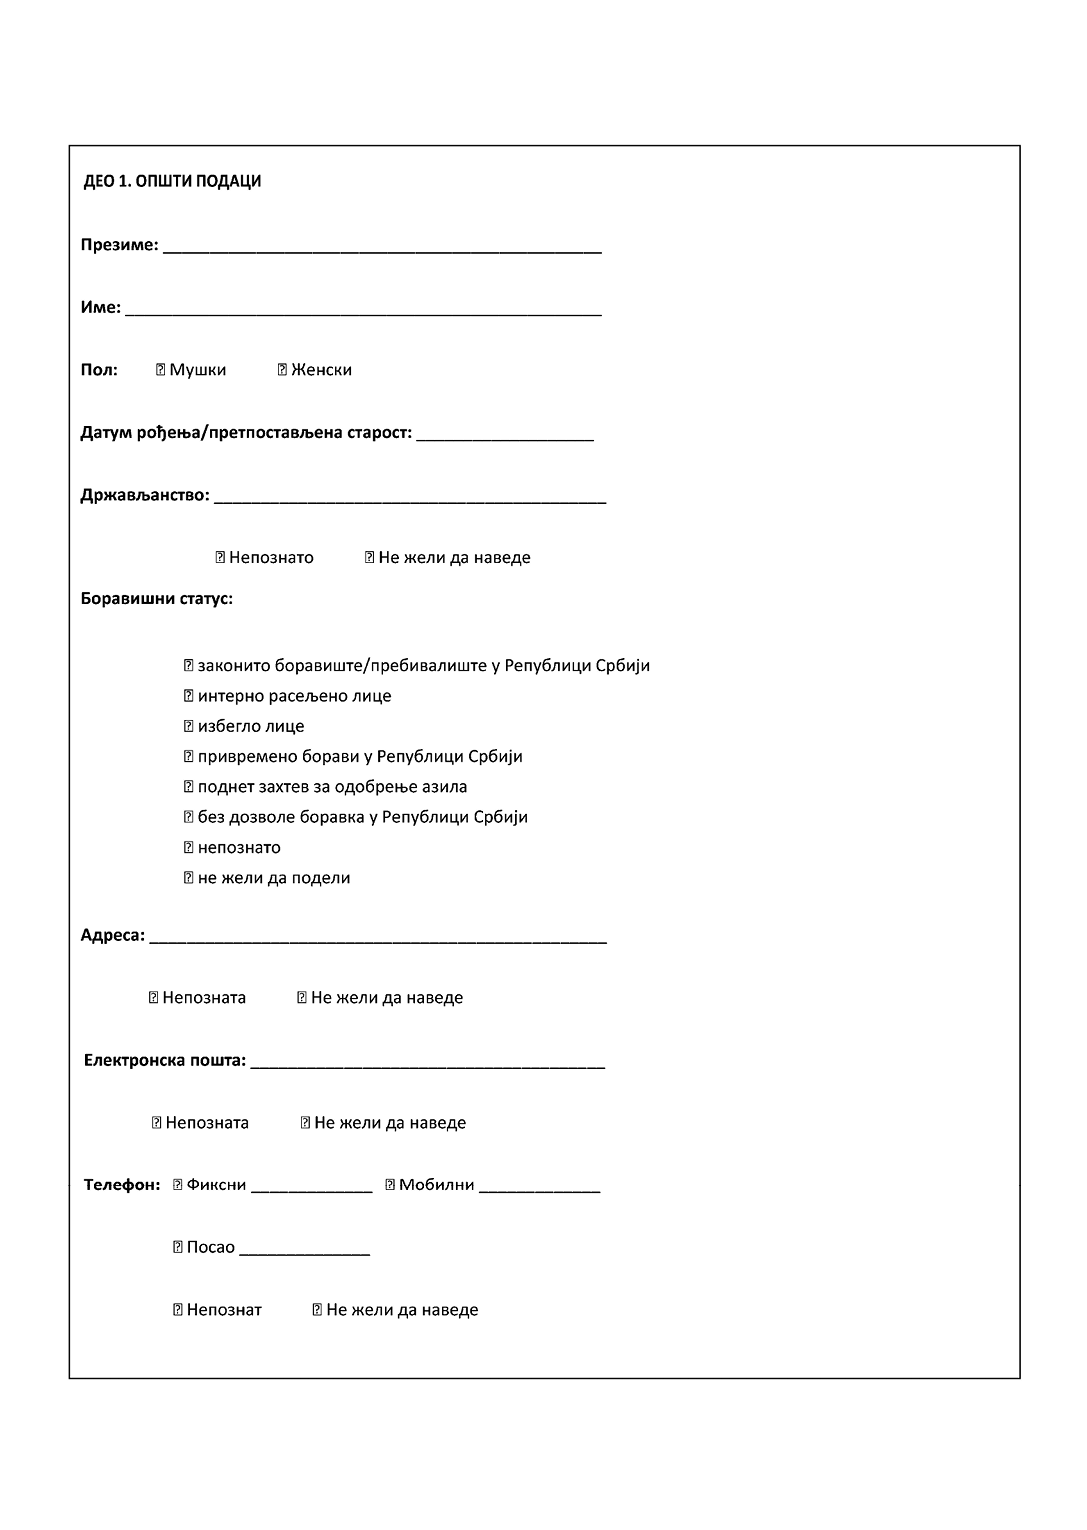 ДЕО 1. ОПШТИ ПОДАЦИ
Презиме: _______________________________________________
Име: ___________________________________________________
Пол: ⍰ Мушки ⍰ Женски
Датум рођења/претпостављена старост: ___________________
Држављанство: __________________________________________
⍰ Непознато ⍰ Не жели да наведе
Боравишни статус:
⍰ законито боравиште/пребивалиште у Републици Србији
⍰ интерно расељено лице
⍰ избегло лице
⍰ привремено борави у Републици Србији
⍰ поднет захтев за одобрење азила
⍰ без дозволе боравка у Републици Србији
⍰ непознато
⍰ не жели да подели
Адреса: _________________________________________________
⍰ Непозната ⍰ Не жели да наведе
Електронска пошта: ______________________________________
⍰ Непозната ⍰ Не жели да наведе
Телефон: ⍰ Фиксни _____________ ⍰ Мобилни _____________
⍰ Посао ______________
⍰ Непознат ⍰ Не жели да наведе